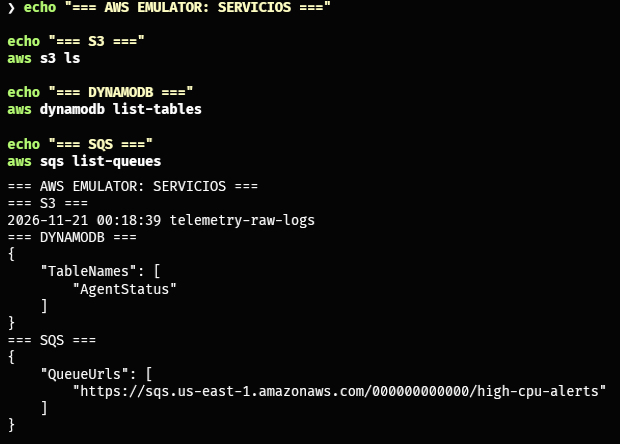 ❯ echo "=== AWS EMULATOR: SERVICIOS ==="
echo "=== S3 ==="
aws s3 ls
echo "=== DYNAMODB ==="
aws dynamodb list-tables
echo "=== SQS ==="
aws sqs list-queues
=== AWS EMULATOR: SERVICIOS ===
=== S3 ===
2026-11-21 00:18:39 telemetry-raw-logs
=== DYNAMODB ===
{
    "TableNames": [
        "AgentStatus"
    ]
}
=== SQS ===
{
    "QueueUrls": [
        "https://sqs.us-east-1.amazonaws.com/000000000000/high-cpu-alerts"
    ]
}